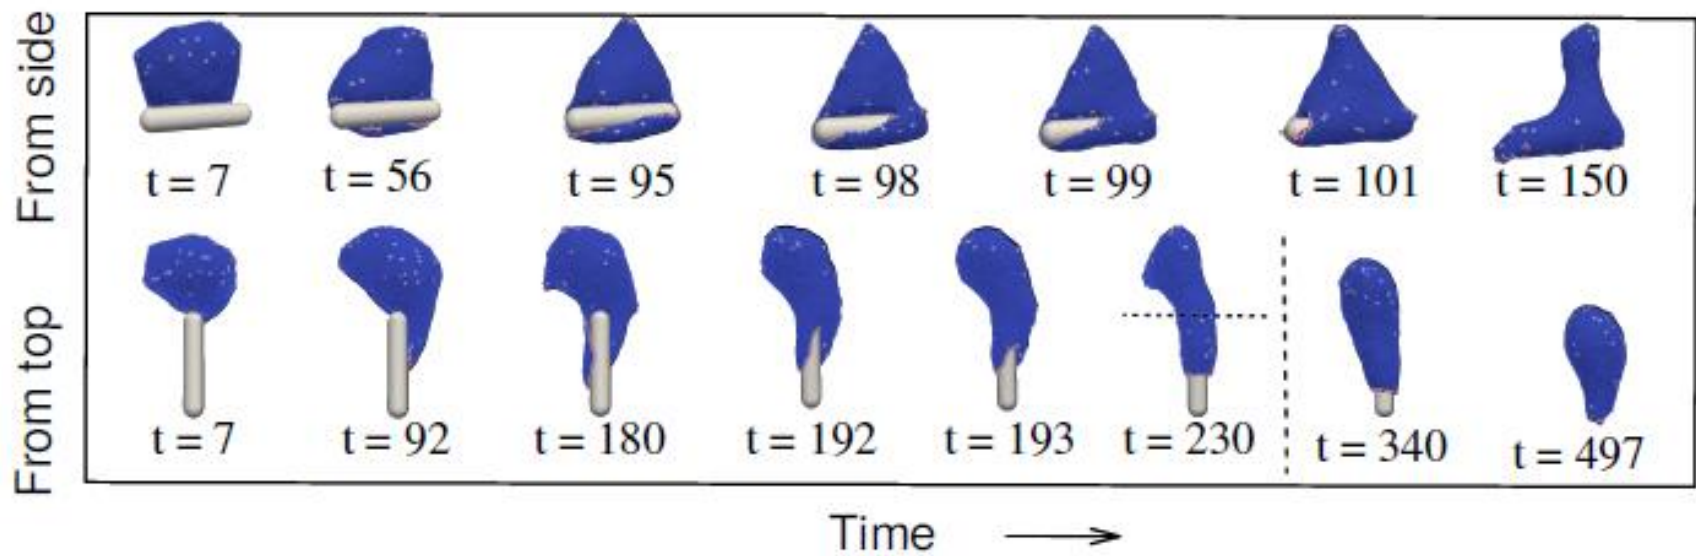 From side
t = 7
t = 56
t = 95
t = 98
t = 99
t = 101
t = 150
From top
t = 7
t = 92
t = 180
t = 192
t = 193
t = 230
t = 340
t = 497
Time